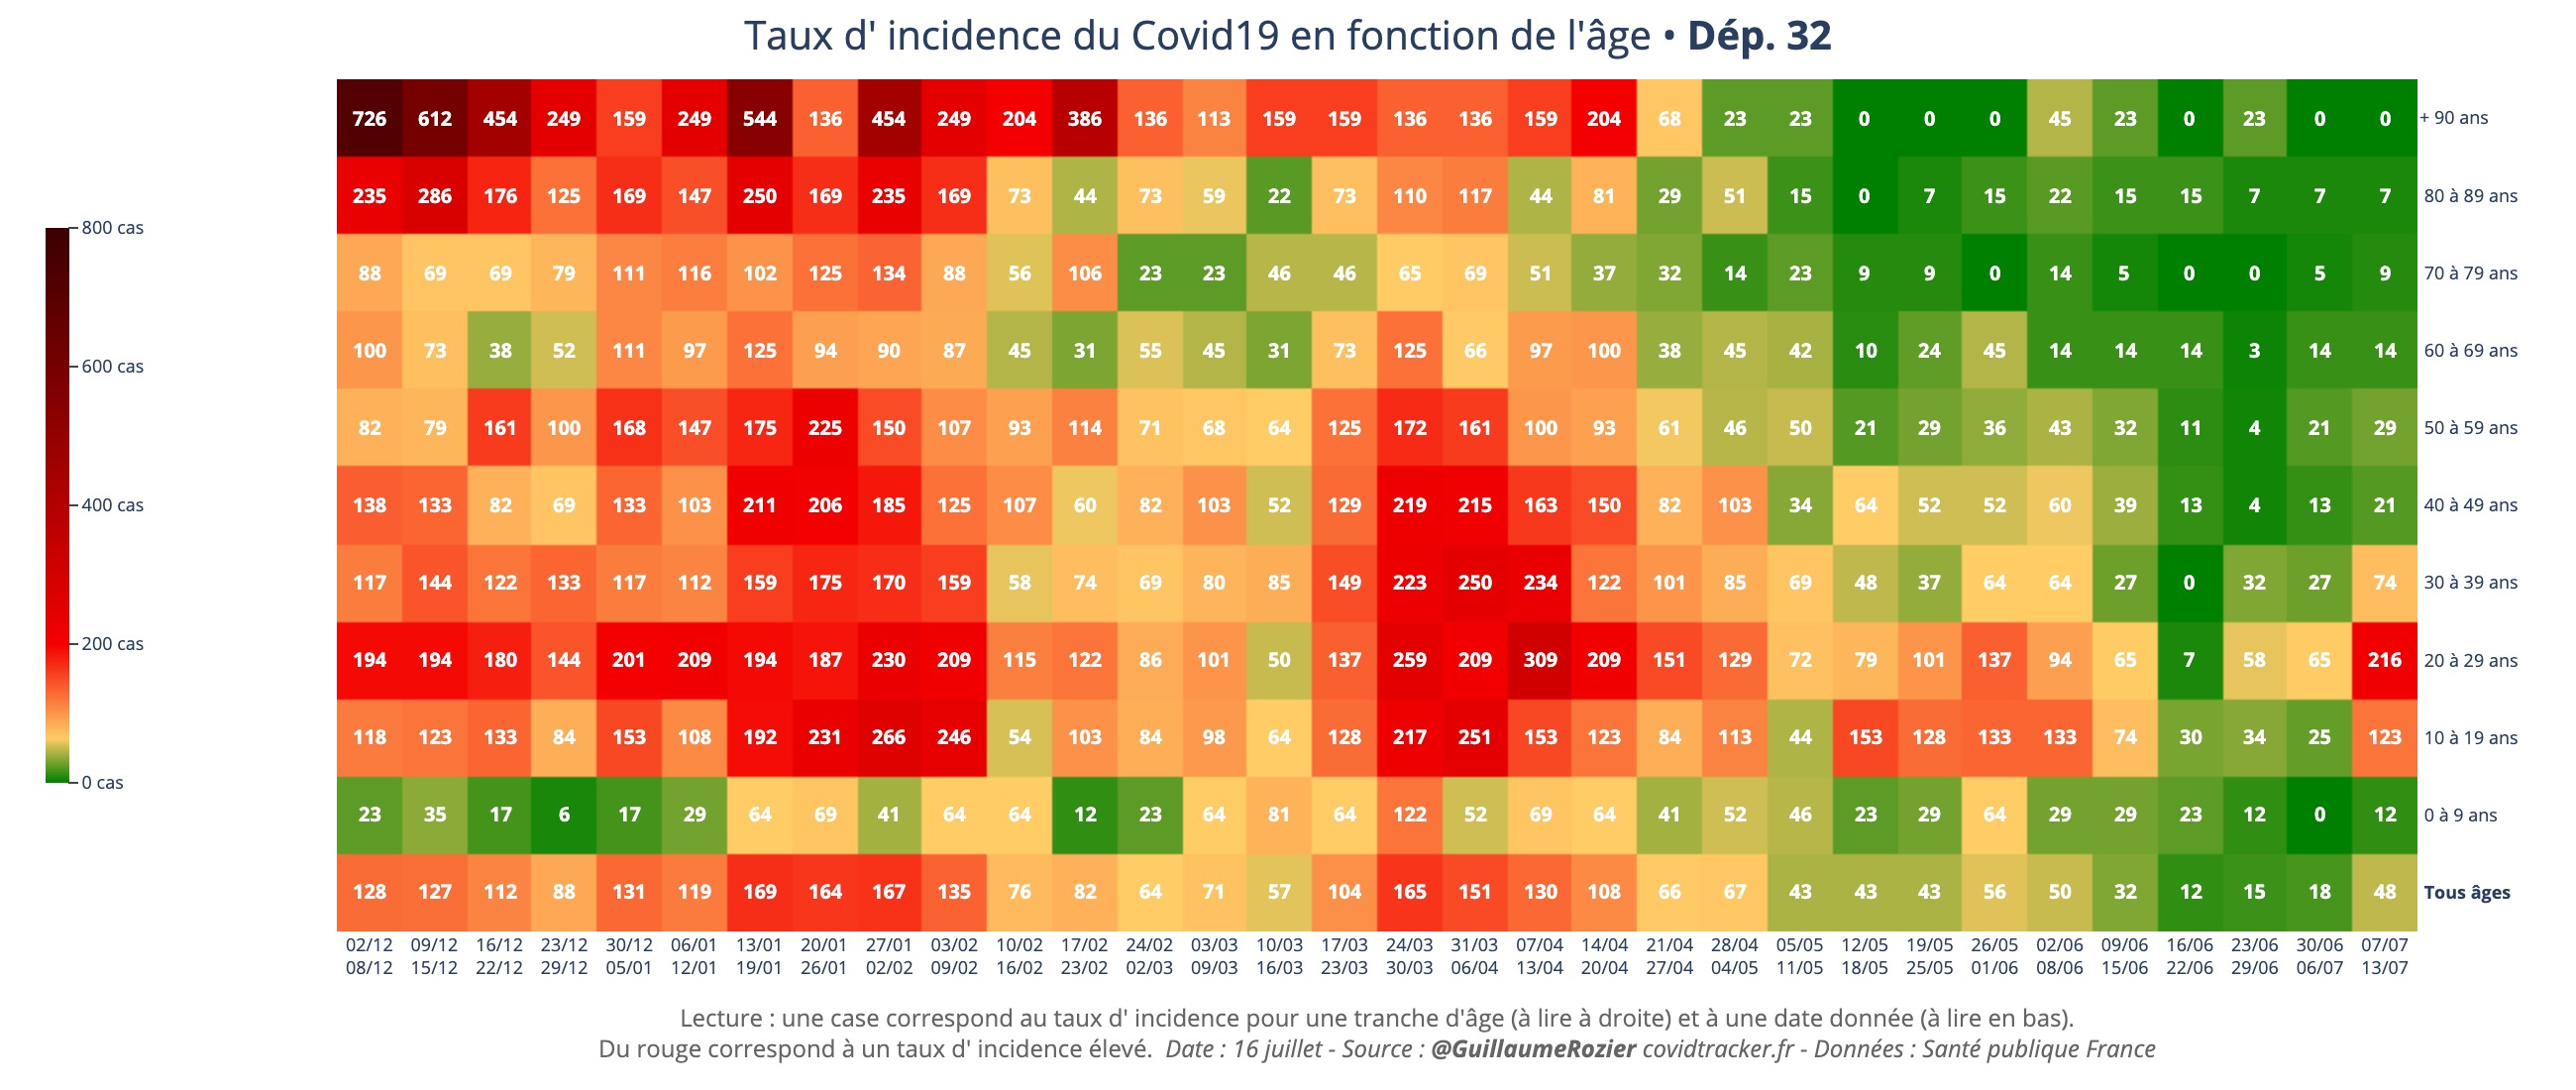 Taux d' incidence du Covid19 en fonction de l'âge • Dép. 32
800 cas
600 cas
400 cas
200 cas
0 cas
726 612 454 249 159 249 544 136 454 249 204 386 136 113 159 159 136 136 159 204 68 23 23 0 0 0 45 23 0 23 0 0 + 90 ans
235 286 176 125 169 147 250 169 235 169 73 44 73 59 22 73 110 117 44 81 29 51 15 0 7 15 22 15 15 7 7 7 80 à 89 ans
88 69 69 79 111 116 102 125 134 88 56 106 23 23 46 46 65 69 51 37 32 14 23 9 9 0 14 5 0 0 5 9 70 à 79 ans
100 73 38 52 111 97 125 94 90 87 45 31 55 45 31 73 125 66 97 100 38 45 42 10 24 45 14 14 14 3 14 14 60 à 69 ans
82 79 161 100 168 147 175 225 150 107 93 114 71 68 64 125 172 161 100 93 61 46 50 21 29 36 43 32 11 4 21 29 50 à 59 ans
138 133 82 69 133 103 211 206 185 125 107 60 82 103 52 129 219 215 163 150 82 103 34 64 52 52 60 39 13 4 13 21 40 à 49 ans
117 144 122 133 117 112 159 175 170 159 58 74 69 80 85 149 223 250 234 122 101 85 69 48 37 64 64 27 0 32 27 74 30 à 39 ans
194 194 180 144 201 209 194 187 230 209 115 122 86 101 50 137 259 209 309 209 151 129 72 79 101 137 94 65 7 58 65 216 20 à 29 ans
118 123 133 84 153 108 192 231 266 246 54 103 84 98 64 128 217 251 153 123 84 113 44 153 128 133 133 74 30 34 25 123 10 à 19 ans
23 35 17 6 17 29 64 69 41 64 64 12 23 64 81 64 122 52 69 64 41 52 46 23 29 64 29 29 23 12 0 12 0 à 9 ans
128 127 112 88 131 119 169 164 167 135 76 82 64 71 57 104 165 151 130 108 66 67 43 43 43 56 50 32 12 15 18 48 Tous âges
02/12 09/12 16/12 23/12 30/12 06/01 13/01 20/01 27/01 03/02 10/02 17/02 24/02 03/03 10/03 17/03 24/03 31/03 07/04 14/04 21/04 28/04 05/05 12/05 19/05 26/05 02/06 09/06 16/06 23/06 30/06 07/07
08/12 15/12 22/12 29/12 05/01 12/01 19/01 26/01 02/02 09/02 16/02 23/02 02/03 09/03 16/03 23/03 30/03 06/04 13/04 20/04 27/04 04/05 11/05 18/05 25/05 01/06 08/06 15/06 22/06 29/06 06/07 13/07
Lecture : une case correspond au taux d' incidence pour une tranche d'âge (à lire à droite) et à une date donnée (à lire en bas).
Du rouge correspond à un taux d' incidence élevé. Date : 16 juillet - Source : @GuillaumeRozier covidtracker.fr - Données : Santé publique France